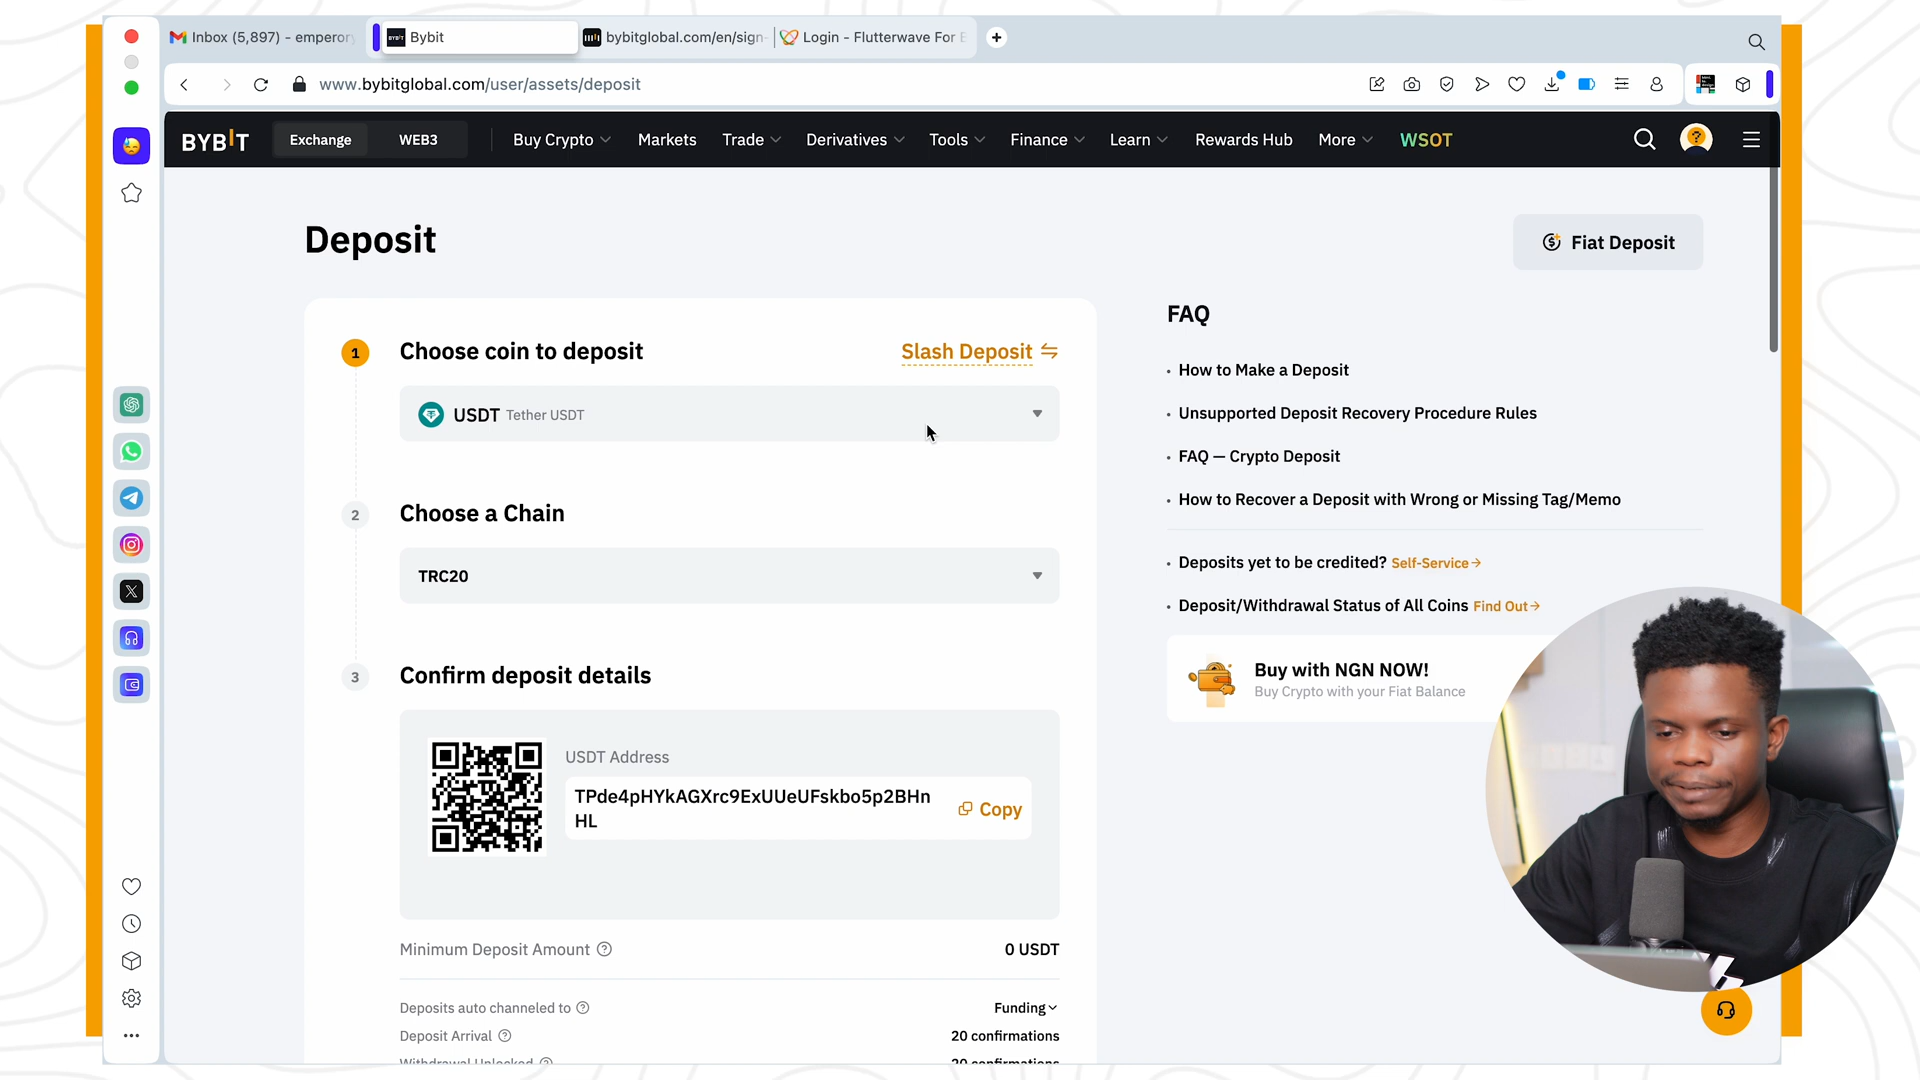 Inbox (5,897) - emperory
Bybit
bybitglobal.com/en/sign-
Login - Flutterwave For B
www.bybitglobal.com/user/assets/deposit
BYBIT
Exchange
WEB3
Buy Crypto
Markets
Trade
Derivatives
Tools
Finance
Learn
Rewards Hub
More
WSOT
Deposit
Fiat Deposit
1
Choose coin to deposit
Slash Deposit
USDT Tether USDT
2
Choose a Chain
TRC20
3
Confirm deposit details
USDT Address
TPde4pHYkAGXrc9ExUUeUFskbo5p2BHn
HL
Copy
Minimum Deposit Amount
0 USDT
Deposits auto channeled to
Funding
Deposit Arrival
20 confirmations
Withdrawal Unlocked
20 confirmations
FAQ
• How to Make a Deposit
• Unsupported Deposit Recovery Procedure Rules
• FAQ — Crypto Deposit
• How to Recover a Deposit with Wrong or Missing Tag/Memo
• Deposits yet to be credited? Self-Service→
• Deposit/Withdrawal Status of All Coins Find Out→
Buy with NGN NOW!
Buy Crypto with your Fiat Balance